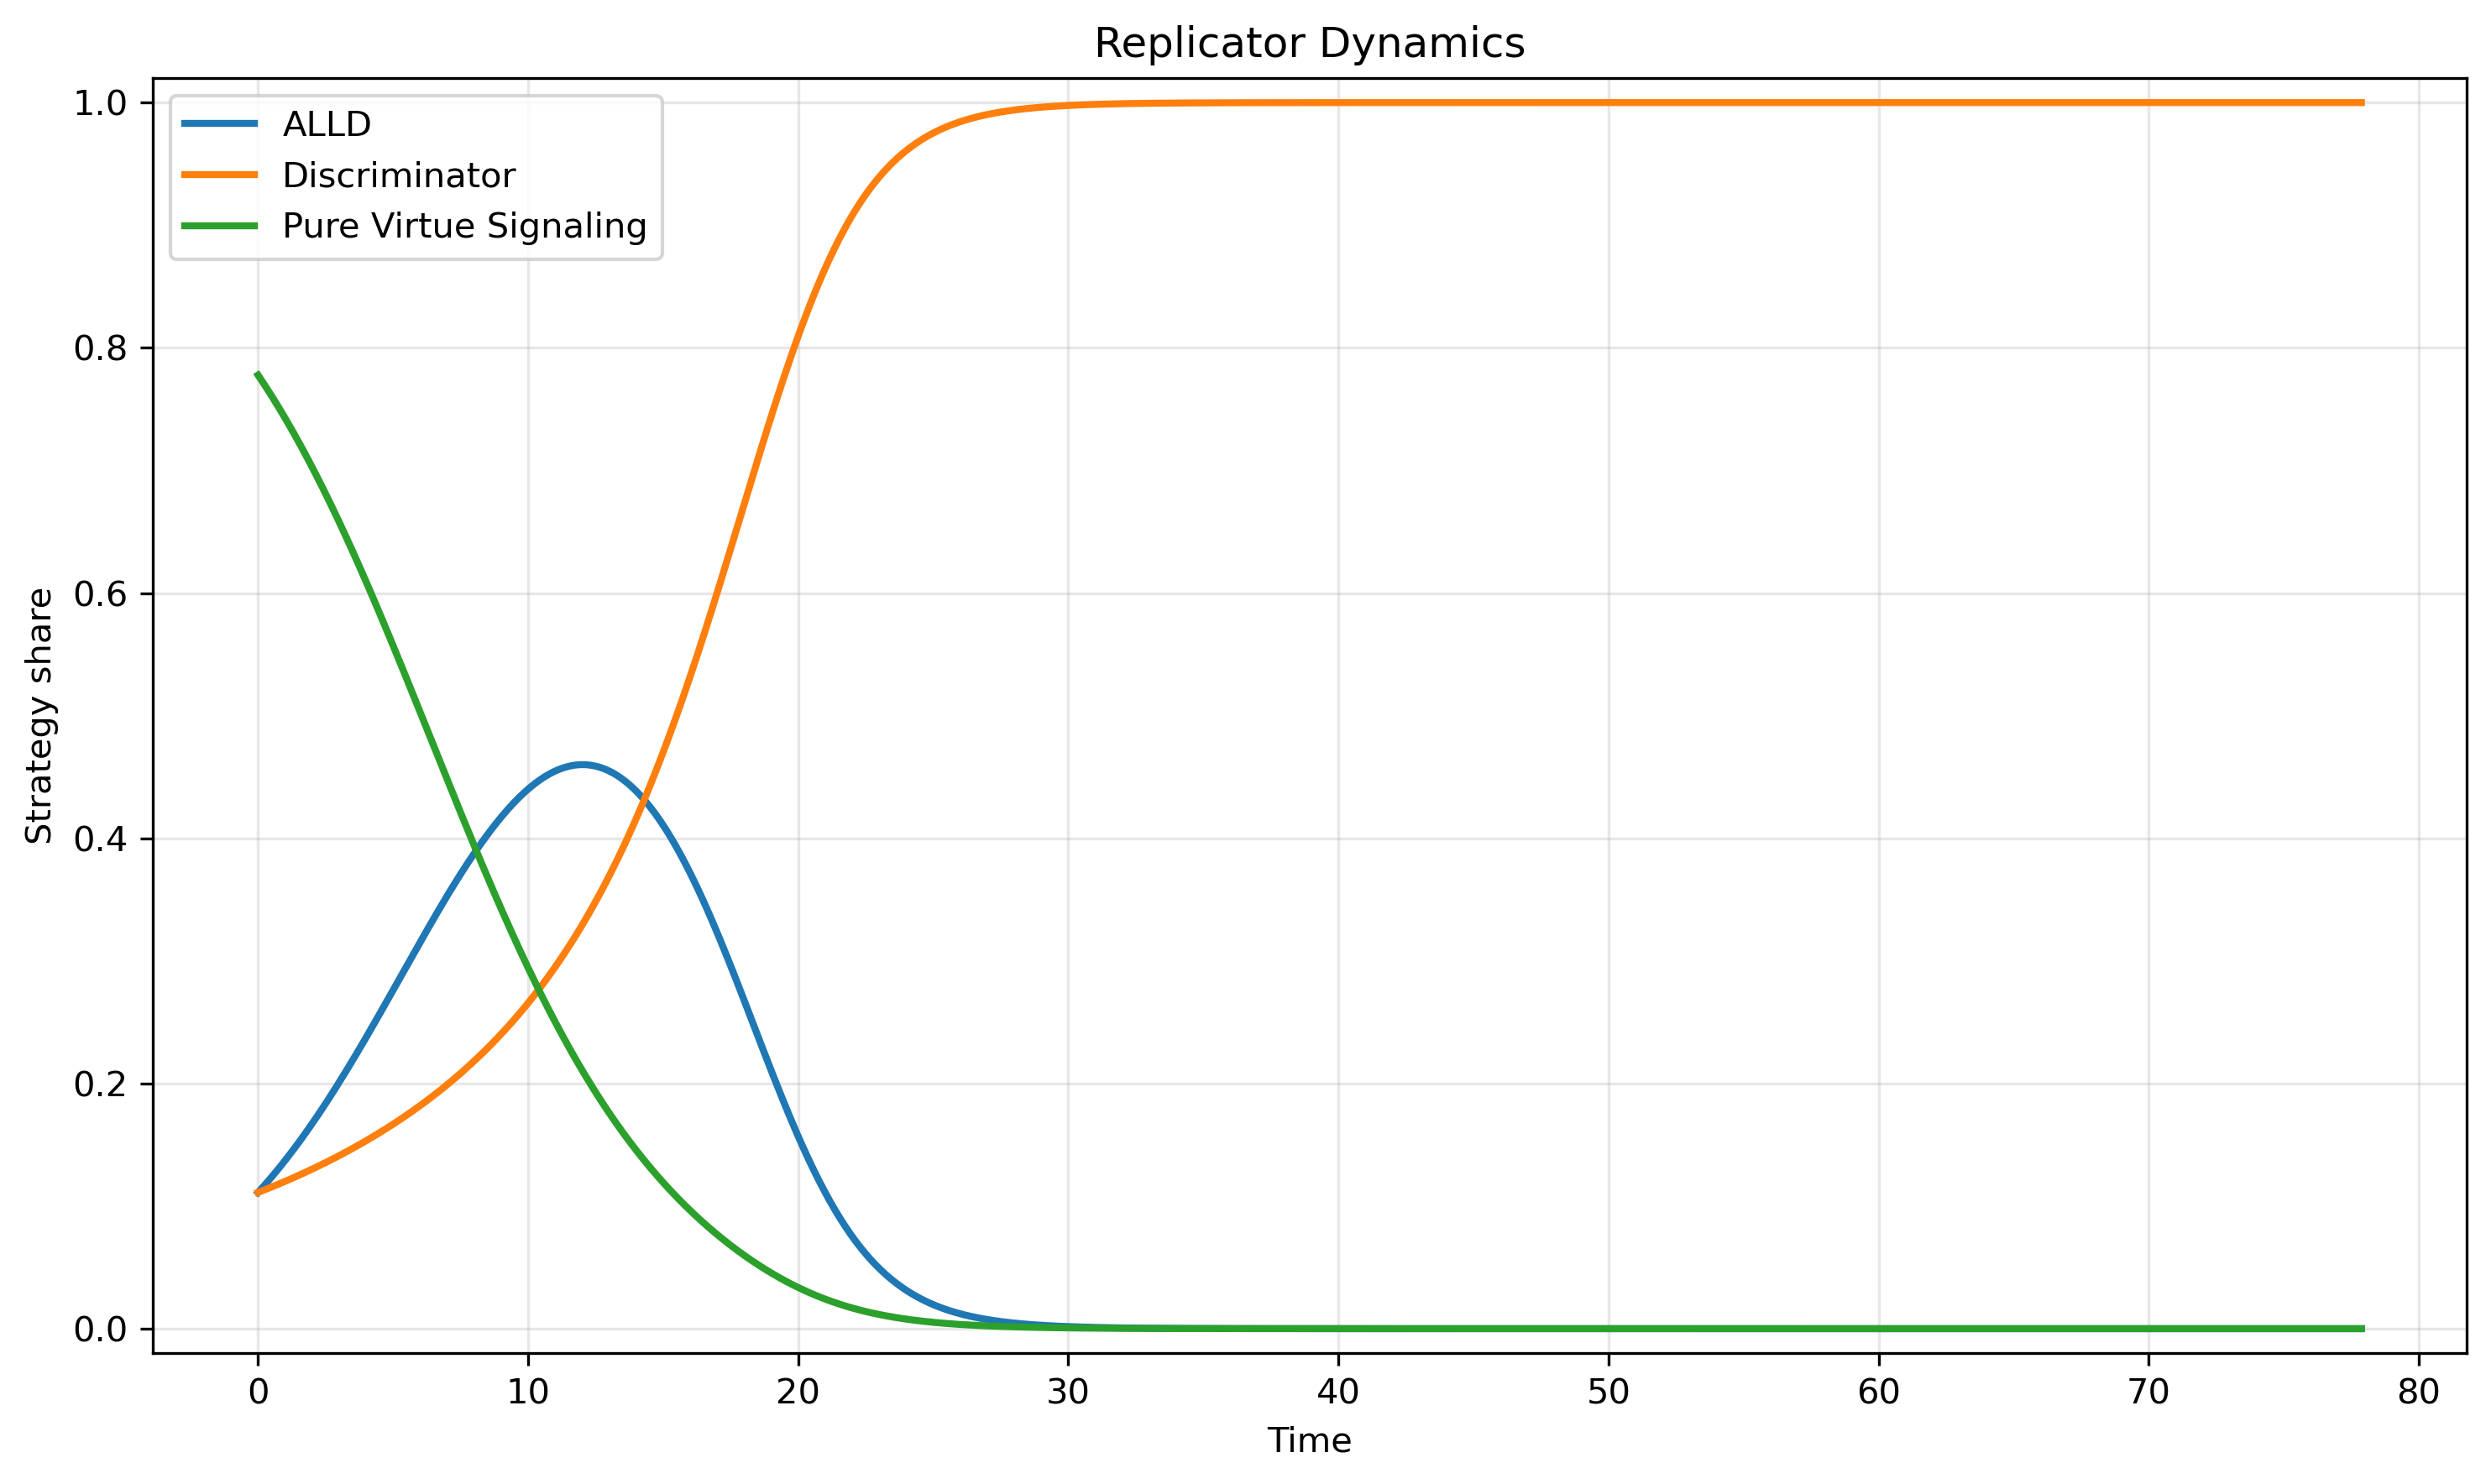 Replicator Dynamics
ALLD
Discriminator
Pure Virtue Signaling
Strategy share
1.0
0.8
0.6
0.4
0.2
0.0
0 10 20 30 40 50 60 70 80
Time